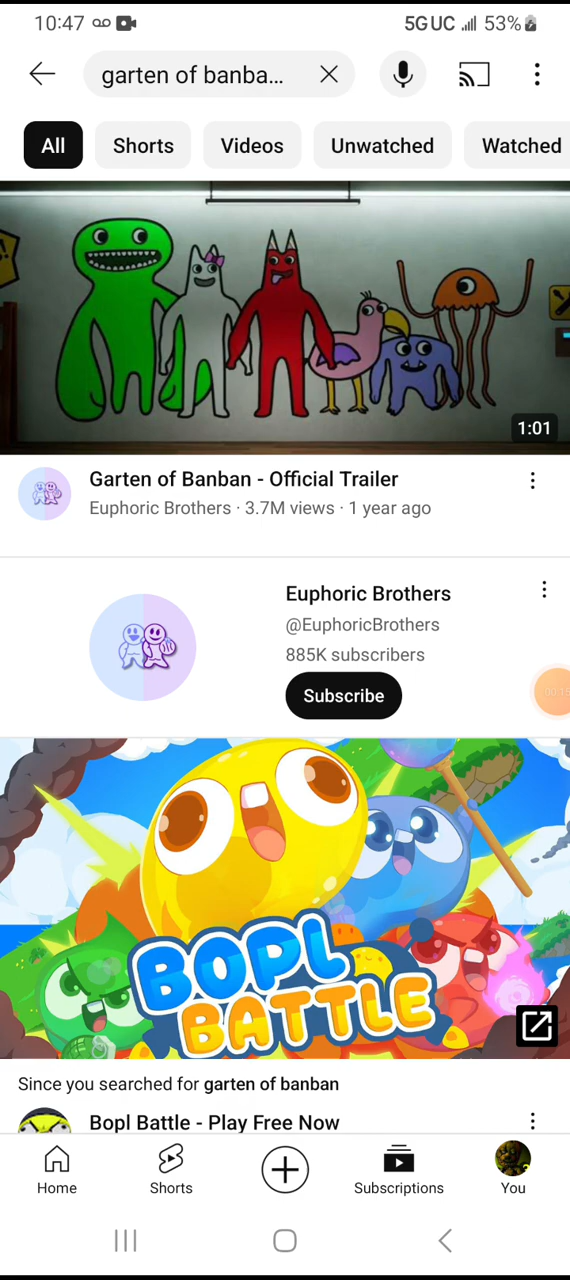 10:47
5G UC 53%
garten of banba...
All Shorts Videos Unwatched Watched
1:01
Garten of Banban - Official Trailer
Euphoric Brothers · 3.7M views · 1 year ago
Euphoric Brothers
@EuphoricBrothers
885K subscribers
Subscribe
00:15
BOPL
BATTLE
Since you searched for garten of banban
Bopl Battle - Play Free Now
Home Shorts Subscriptions You